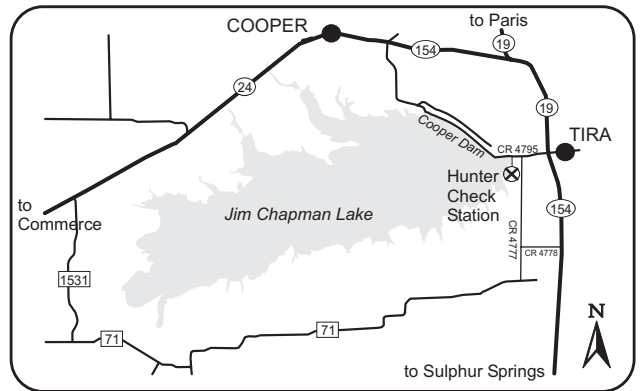 to Paris
COOPER
19
154
24
19
Cooper Dam
CR 4795
TIRA
Hunter
Check
Station
to
Commerce
Jim Chapman Lake
CR 4777
154
CR 4778
1531
71
71
N
to Sulphur Springs